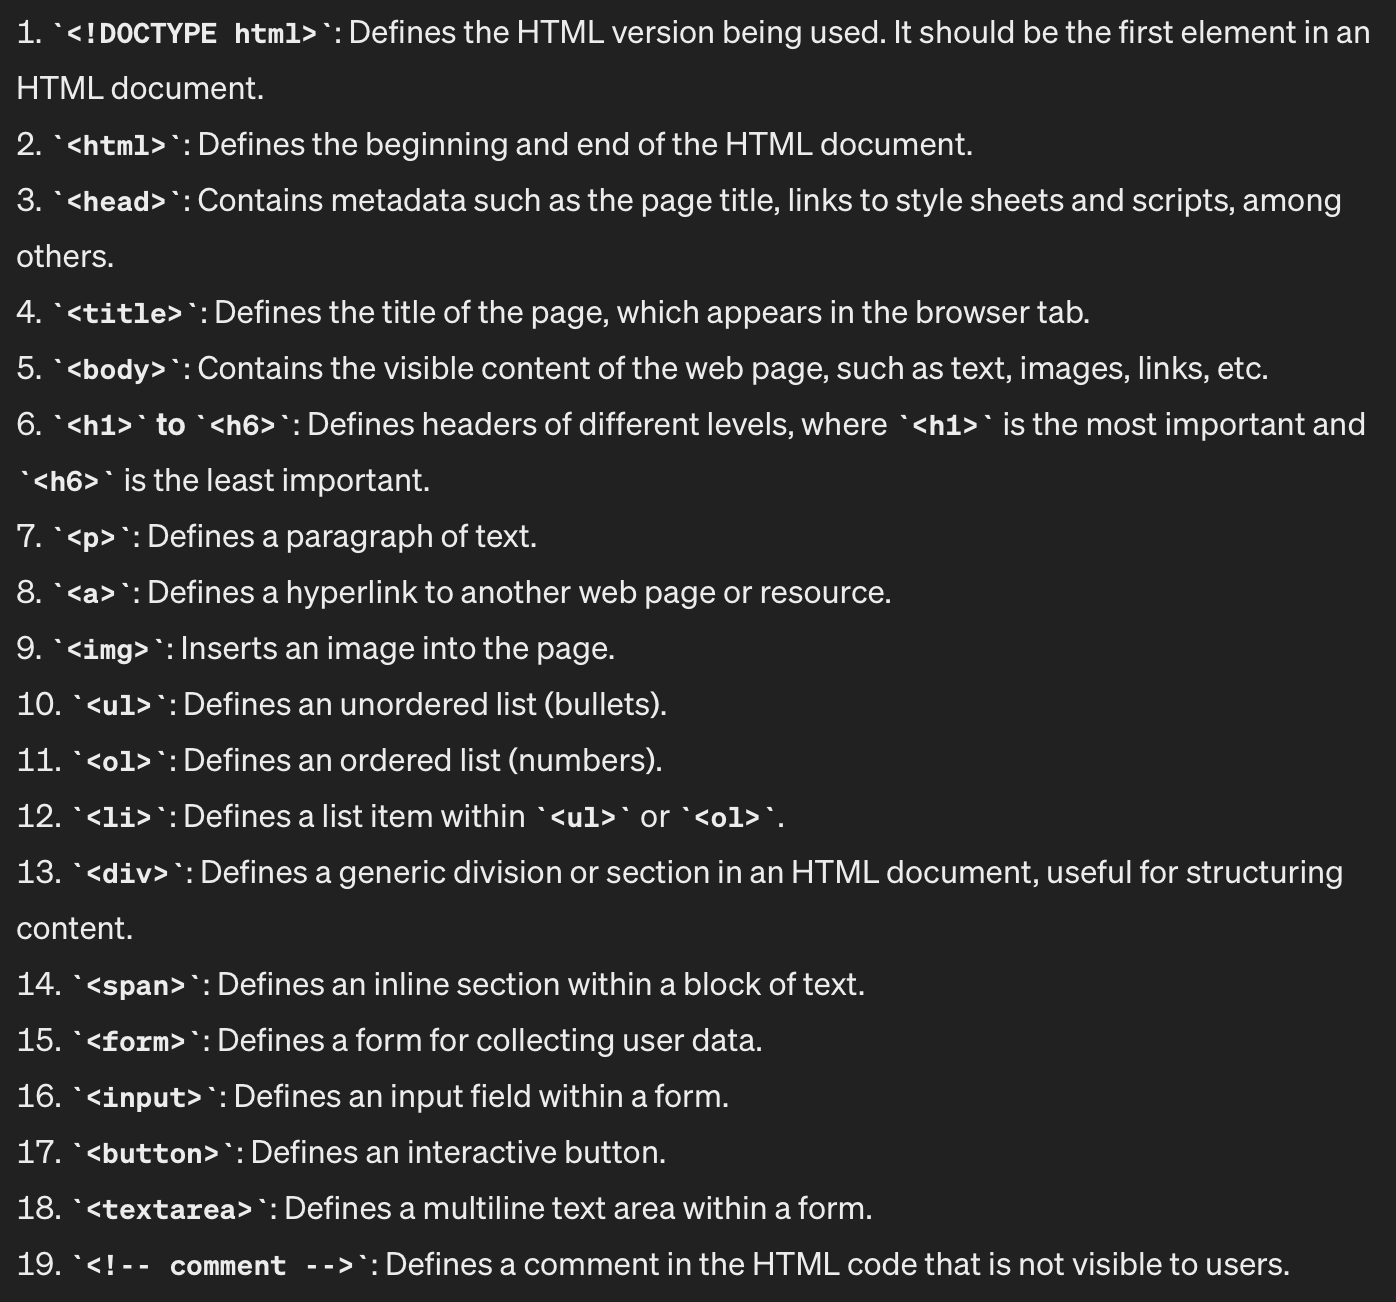 1. `<!DOCTYPE html>`: Defines the HTML version being used. It should be the first element in an
HTML document.
2. `<html>`: Defines the beginning and end of the HTML document.
3. `<head>`: Contains metadata such as the page title, links to style sheets and scripts, among
others.
4. `<title>`: Defines the title of the page, which appears in the browser tab.
5. `<body>`: Contains the visible content of the web page, such as text, images, links, etc.
6. `<h1>` to `<h6>`: Defines headers of different levels, where `<h1>` is the most important and
`<h6>` is the least important.
7. `<p>`: Defines a paragraph of text.
8. `<a>`: Defines a hyperlink to another web page or resource.
9. `<img>`: Inserts an image into the page.
10. `<ul>`: Defines an unordered list (bullets).
11. `<ol>`: Defines an ordered list (numbers).
12. `<li>`: Defines a list item within `<ul>` or `<ol>`.
13. `<div>`: Defines a generic division or section in an HTML document, useful for structuring
content.
14. `<span>`: Defines an inline section within a block of text.
15. `<form>`: Defines a form for collecting user data.
16. `<input>`: Defines an input field within a form.
17. `<button>`: Defines an interactive button.
18. `<textarea>`: Defines a multiline text area within a form.
19. `<!-- comment -->`: Defines a comment in the HTML code that is not visible to users.